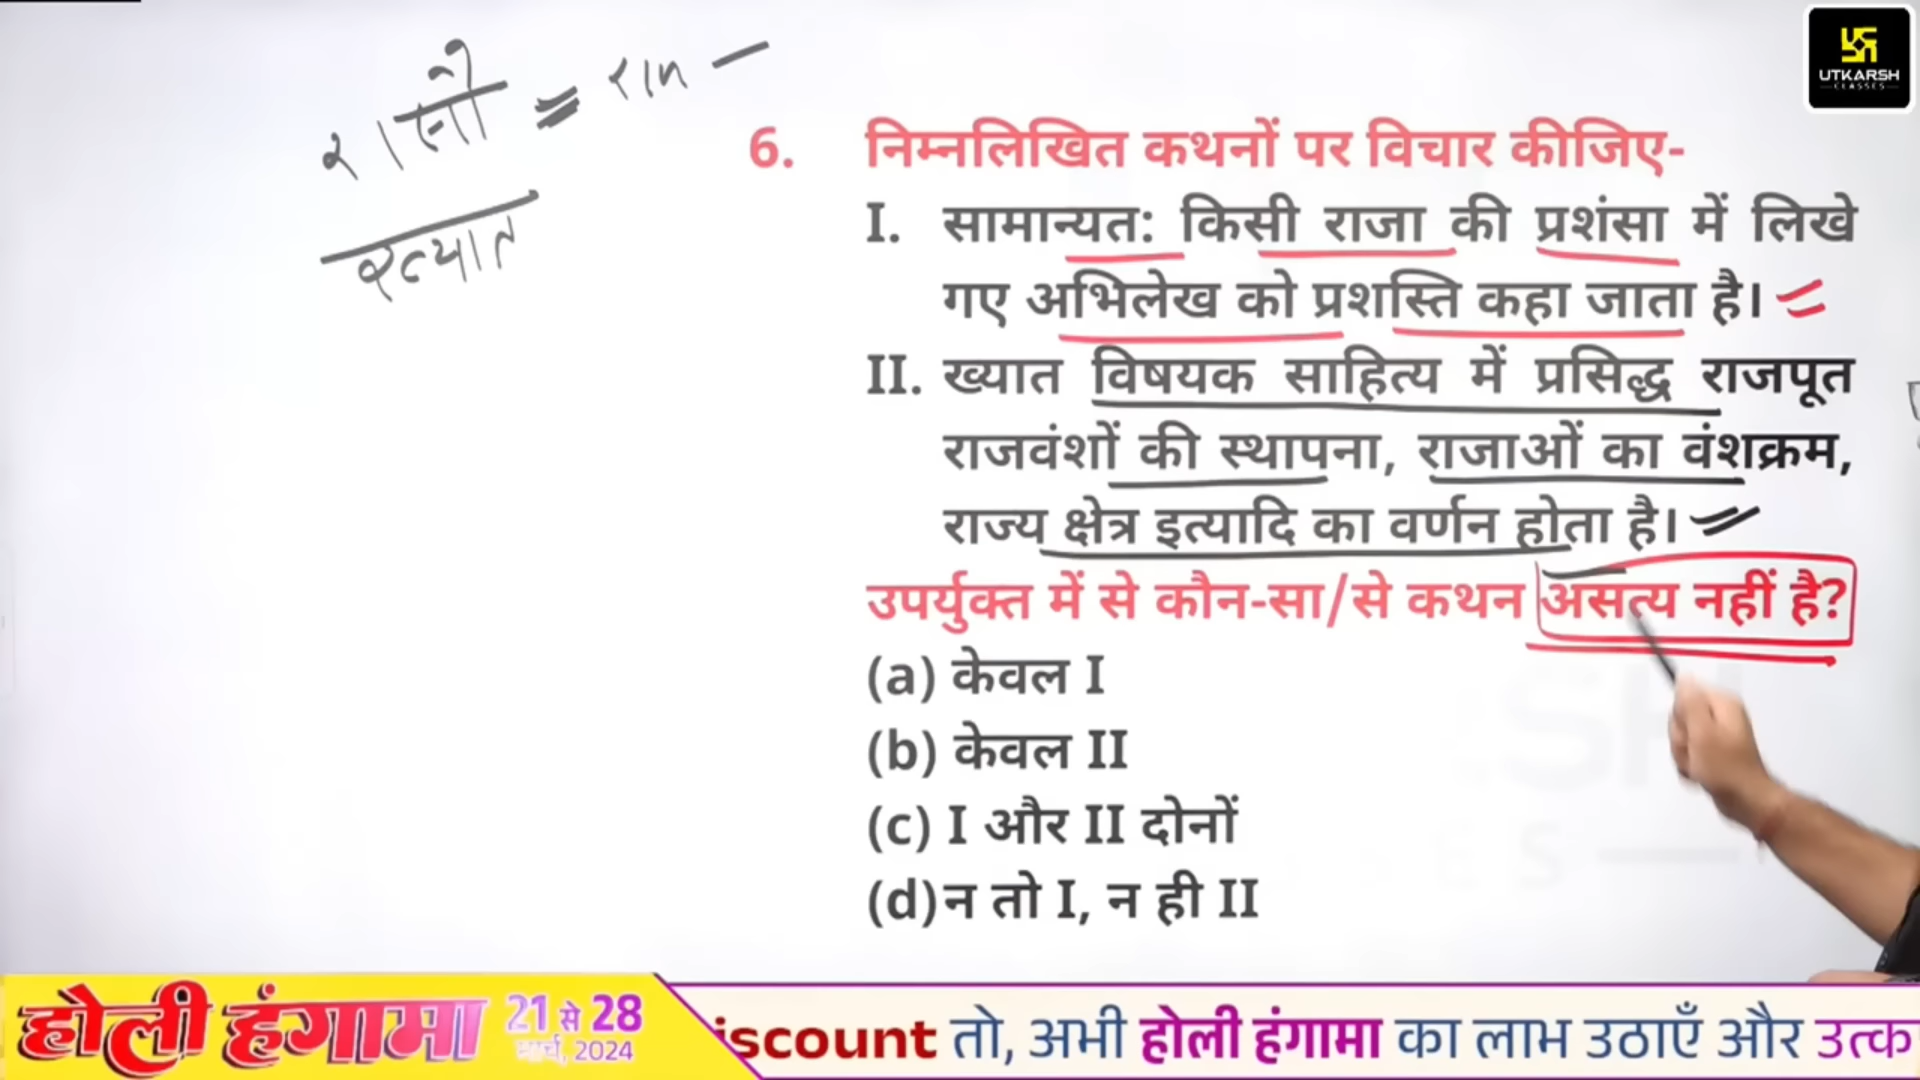 रासो = राज –
ख्यात
UTKARSH
CLASSES
6. निम्नलिखित कथनों पर विचार कीजिए-
I. सामान्यत: किसी राजा की प्रशंसा में लिखे
गए अभिलेख को प्रशस्ति कहा जाता है।
II. ख्यात विषयक साहित्य में प्रसिद्ध राजपूत
राजवंशों की स्थापना, राजाओं का वंशक्रम,
राज्य क्षेत्र इत्यादि का वर्णन होता है।
उपर्युक्त में से कौन-सा/से कथन असत्य नहीं है?
(a) केवल I
(b) केवल II
(c) I और II दोनों
(d) न तो I, न ही II
होली हंगामा 21 से 28
मार्च, 2024
iscount तो, अभी होली हंगामा का लाभ उठाएँ और उत्क